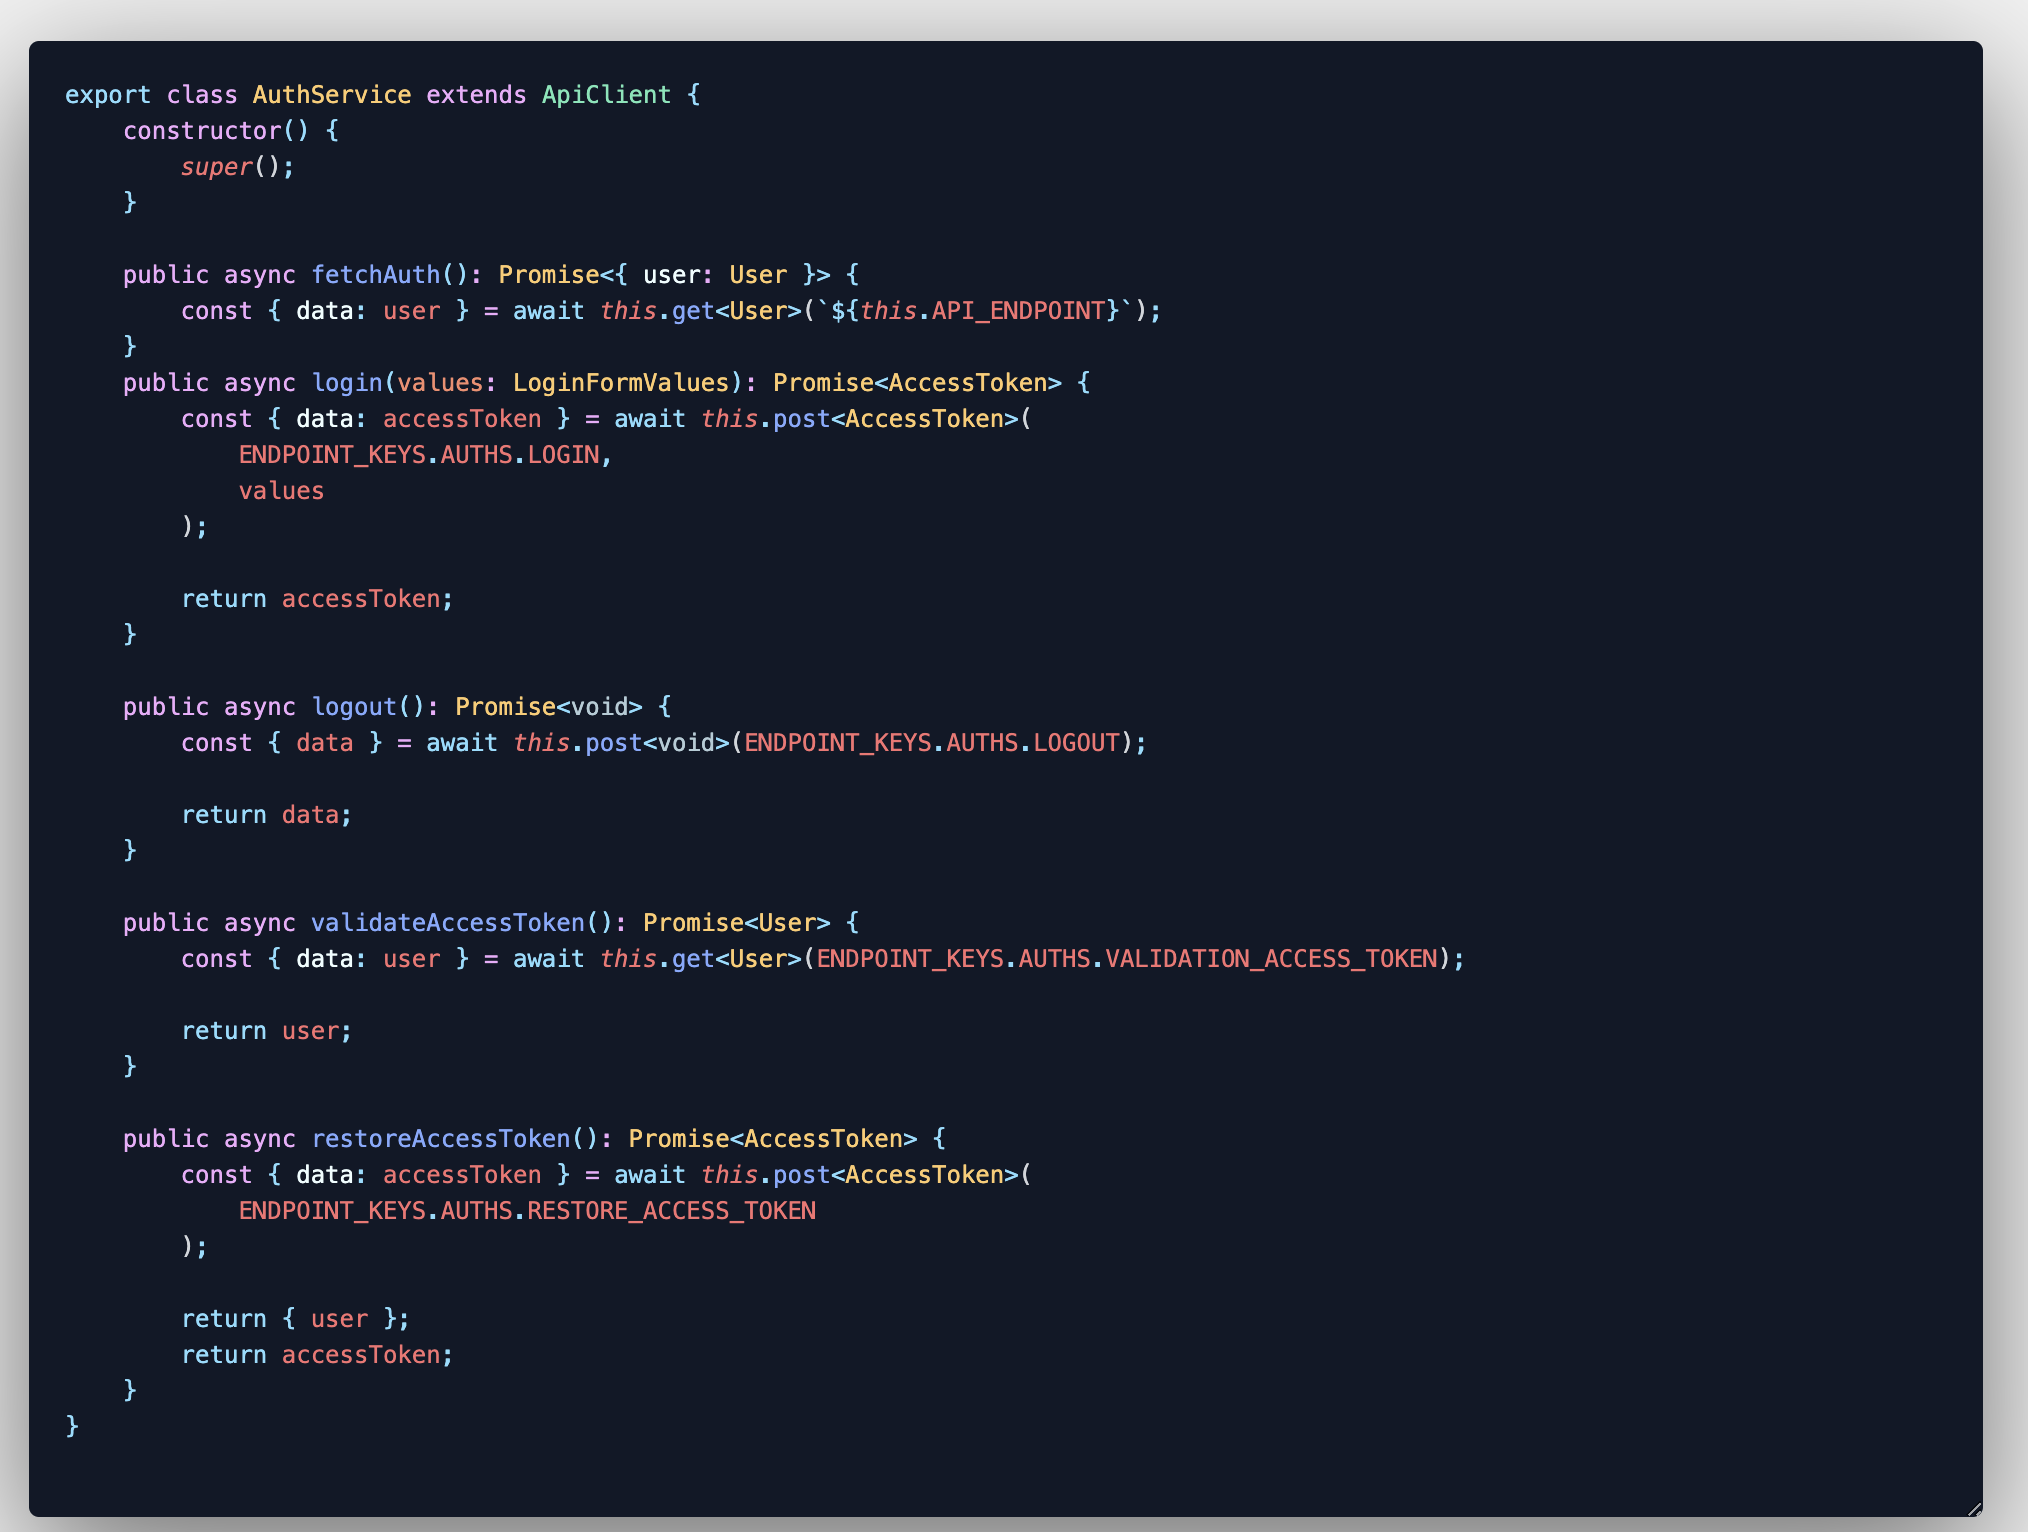 export class AuthService extends ApiClient {
    constructor() {
        super();
    }

    public async fetchAuth(): Promise<{ user: User }> {
        const { data: user } = await this.get<User>(`${this.API_ENDPOINT}`);
    }
    public async login(values: LoginFormValues): Promise<AccessToken> {
        const { data: accessToken } = await this.post<AccessToken>(
            ENDPOINT_KEYS.AUTHS.LOGIN,
            values
        );

        return accessToken;
    }

    public async logout(): Promise<void> {
        const { data } = await this.post<void>(ENDPOINT_KEYS.AUTHS.LOGOUT);

        return data;
    }

    public async validateAccessToken(): Promise<User> {
        const { data: user } = await this.get<User>(ENDPOINT_KEYS.AUTHS.VALIDATION_ACCESS_TOKEN);

        return user;
    }

    public async restoreAccessToken(): Promise<AccessToken> {
        const { data: accessToken } = await this.post<AccessToken>(
            ENDPOINT_KEYS.AUTHS.RESTORE_ACCESS_TOKEN
        );

        return { user };
        return accessToken;
    }
}